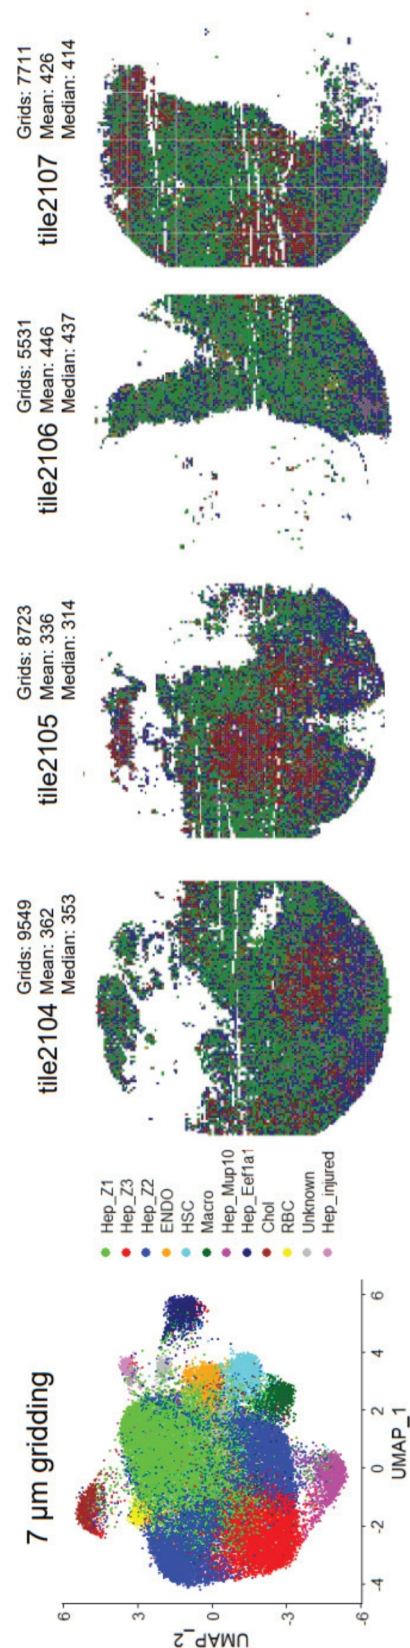 7 µm gridding
UMAP_2
6
3
0
-3
-6
-4
-2
0
2
4
6
UMAP_1
Hep_Z1
Hep_Z3
Hep_Z2
ENDO
HSC
Macro
Hep_Mup10
Hep_Eef1a1
Chol
RBC
Unknown
Hep_injured
Grids: 9549
tile2104 Mean: 362
Median: 353
Grids: 8723
tile2105 Mean: 336
Median: 314
Grids: 5531
tile2106 Mean: 446
Median: 437
Grids: 7711
tile2107 Mean: 426
Median: 414